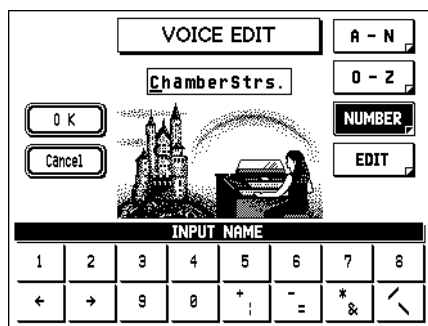 VOICE EDIT
A - N
ChamberStrs.
O - Z
OK
NUMBER
Cancel
EDIT
INPUT NAME
1 2 3 4 5 6 7 8
← → 9 0 + ¦ - = * & / \